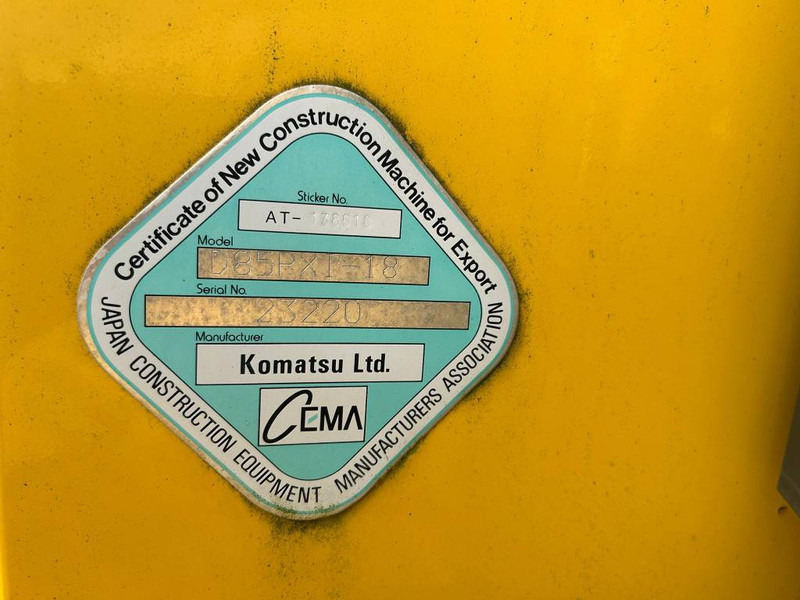 Certificate of New Construction Machine for Export
Sticker No.
AT-
Model
D85PXI-18
Serial No.
23220
Manufacturer
Komatsu Ltd.
CEMA
JAPAN CONSTRUCTION EQUIPMENT MANUFACTURERS ASSOCIATION